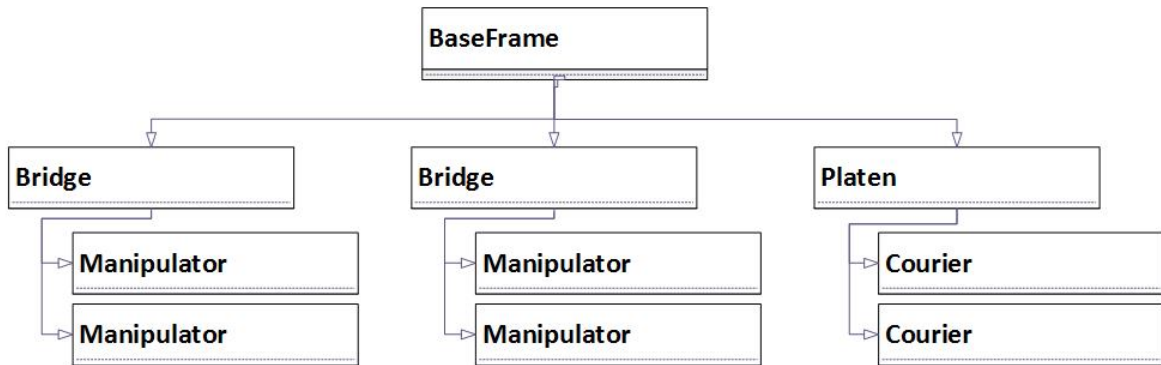 BaseFrame
Bridge
Bridge
Platen
Manipulator
Manipulator
Courier
Manipulator
Manipulator
Courier